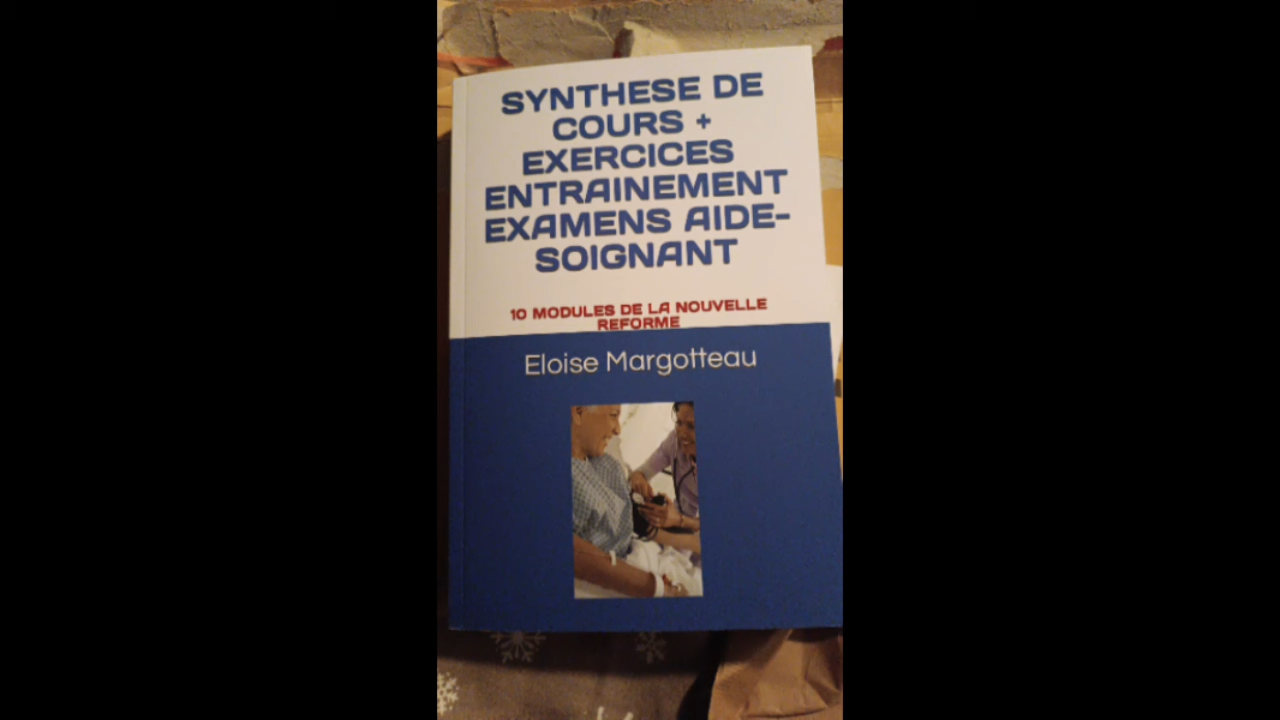 SYNTHESE DE
COURS +
EXERCICES
ENTRAINEMENT
EXAMENS AIDE-
SOIGNANT
10 MODULES DE LA NOUVELLE
REFORME
Eloise Margotteau